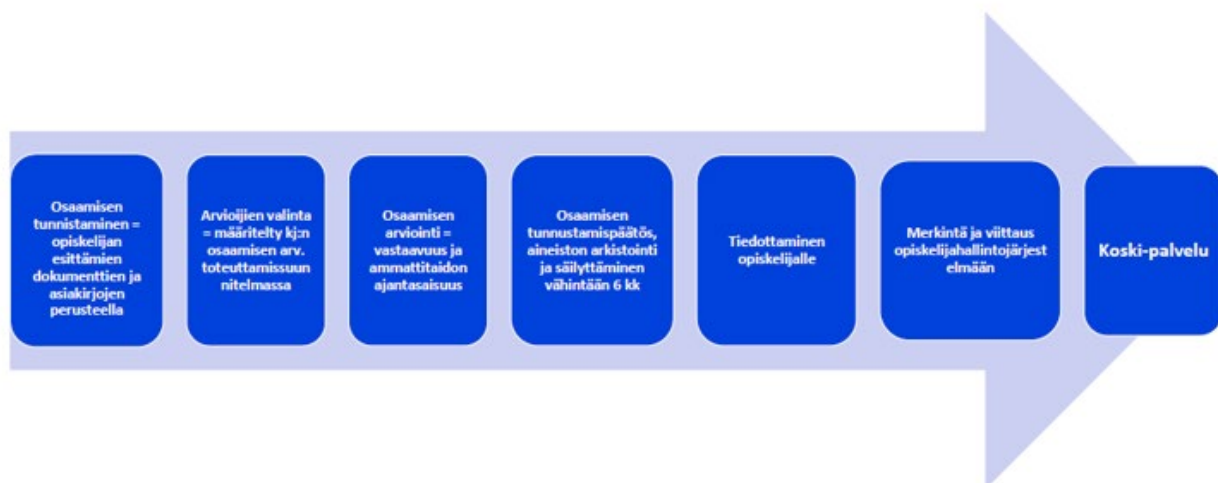 Osaamisen
tunnistaminen =
opiskelijan
esittämien
dokumenttien ja
asiakirjojen
perusteella
Arvioijien valinta
= määritelty kj:n
osaamisen arv.
toteuttamissuun
nitelmassa
Osaamisen
arviointi =
vastaavuus ja
ammattitaidon
ajantasaisuus
Osaamisen
tunnustamispäätös,
aineiston arkistointi
ja säilyttäminen
vähintään 6 kk
Tiedottaminen
opiskelijalle
Merkintä ja viittaus
opiskelijahallintojärjest
elmään
Koski-palvelu